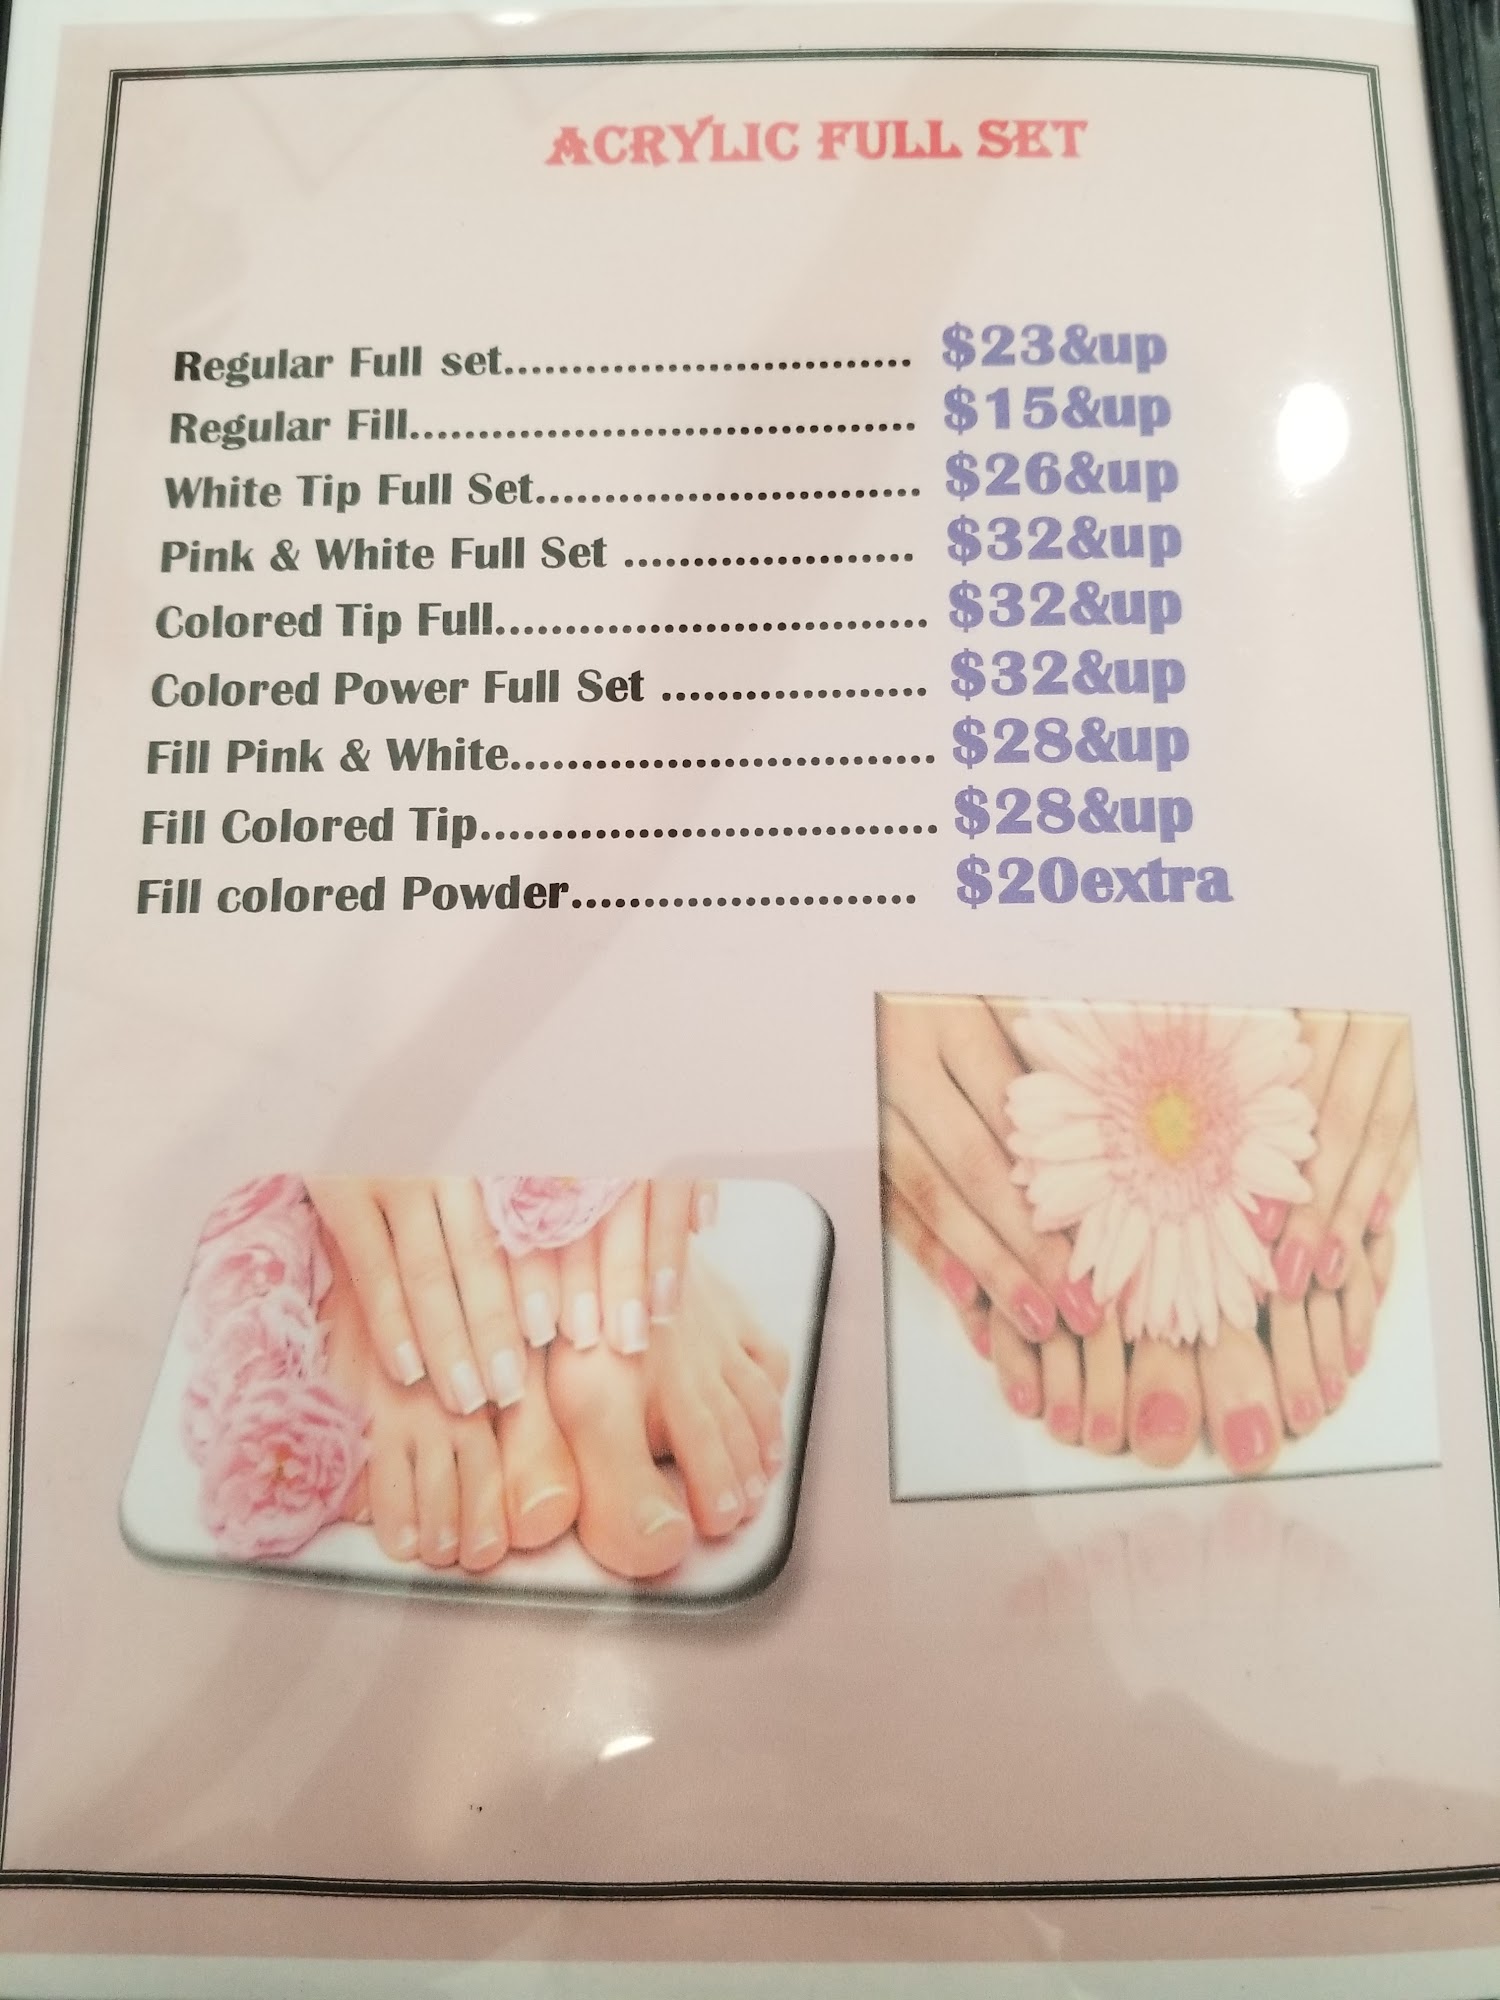 ACRYLIC FULL SET
Regular Full set.............................. $23&up
Regular Fill..................................... $15&up
White Tip Full Set............................ $26&up
Pink & White Full Set ..................... $32&up
Colored Tip Full............................... $32&up
Colored Power Full Set ................... $32&up
Fill Pink & White.............................. $28&up
Fill Colored Tip................................ $28&up
Fill colored Powder........................ $20extra